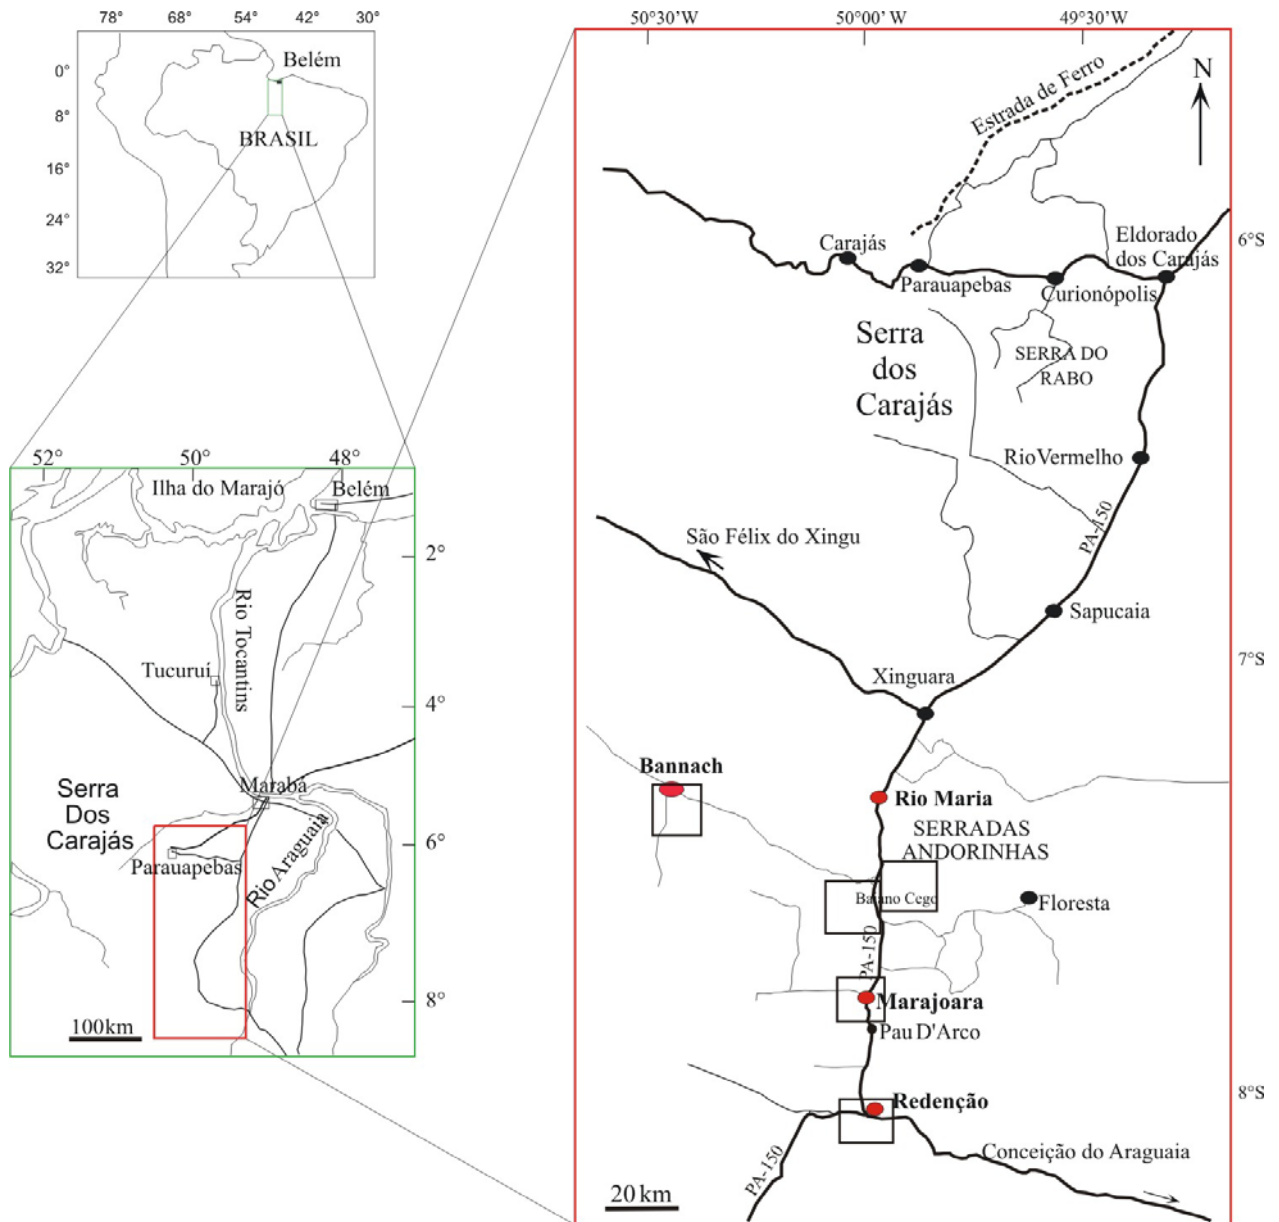 78°
68°
54°
42°
30°
0°
8°
16°
24°
32°
Belém
BRASIL
52°
50°
48°
Ilha do Marajó
Belém
2°
Rio Tocantins
Tucuruí
4°
Marabá
Serra
Dos
Carajás
Rio Araguaia
Parauapebas
6°
8°
100km
50°30'W
50°00' W
49°30'W
N
Estrada de Ferro
6°S
Carajás
Eldorado
dos Carajás
Parauapebas
Curionópolis
Serra
dos
Carajás
SERRA DO
RABO
Rio Vermelho
PA-150
São Félix do Xingu
Sapucaia
7°S
Xinguara
Bannach
Rio Maria
SERRADAS
ANDORINHAS
Baiano Cego
Floresta
PA-150
Marajoara
Pau D'Arco
8°S
Redenção
Conceição do Araguaia
PA-150
20 km